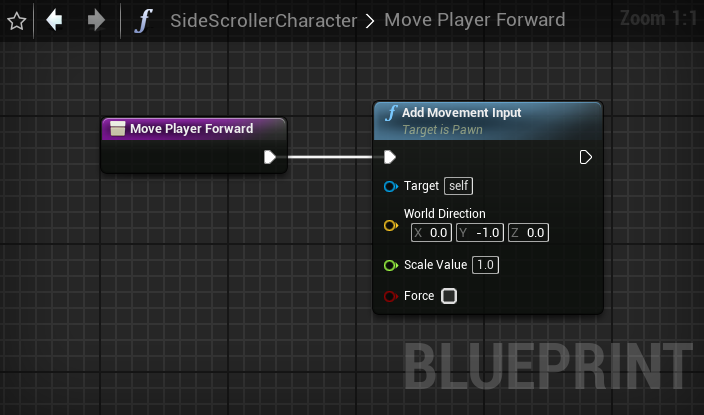 SideScrollerCharacter > Move Player Forward
Zoom 1:1
Move Player Forward
f Add Movement Input
Target is Pawn
Target self
World Direction
X 0.0 Y -1.0 Z 0.0
Scale Value 1.0
Force
BLUEPRINT